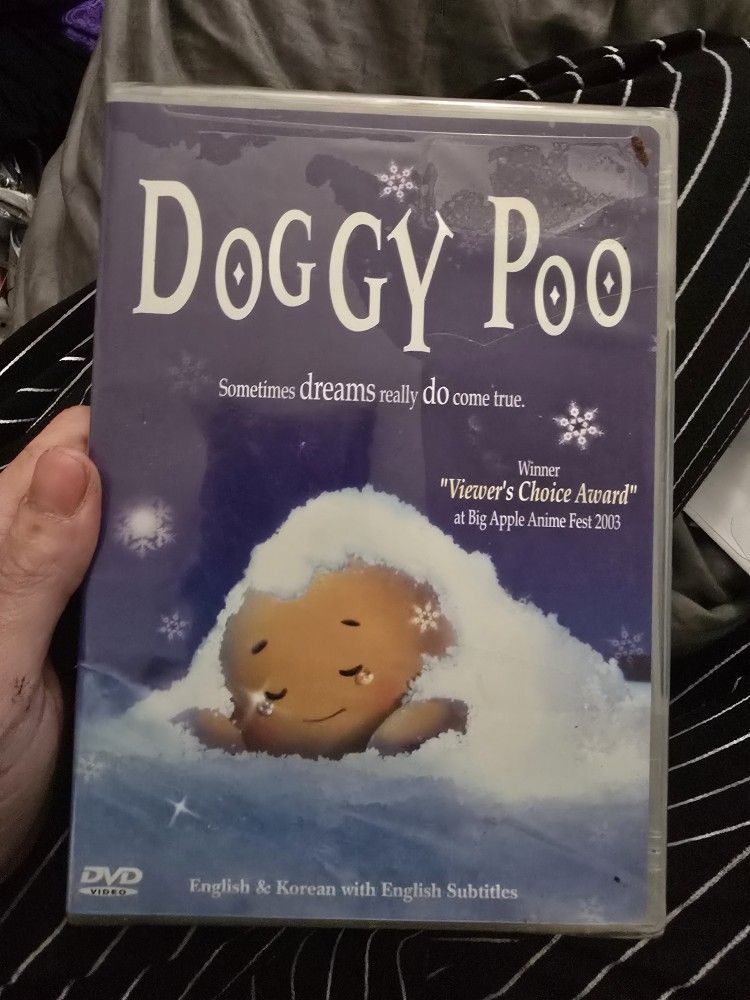 DOGGY POO
Sometimes dreams really do come true.
Winner
"Viewer's Choice Award"
at Big Apple Anime Fest 2003
DVD
VIDEO
English & Korean with English Subtitles